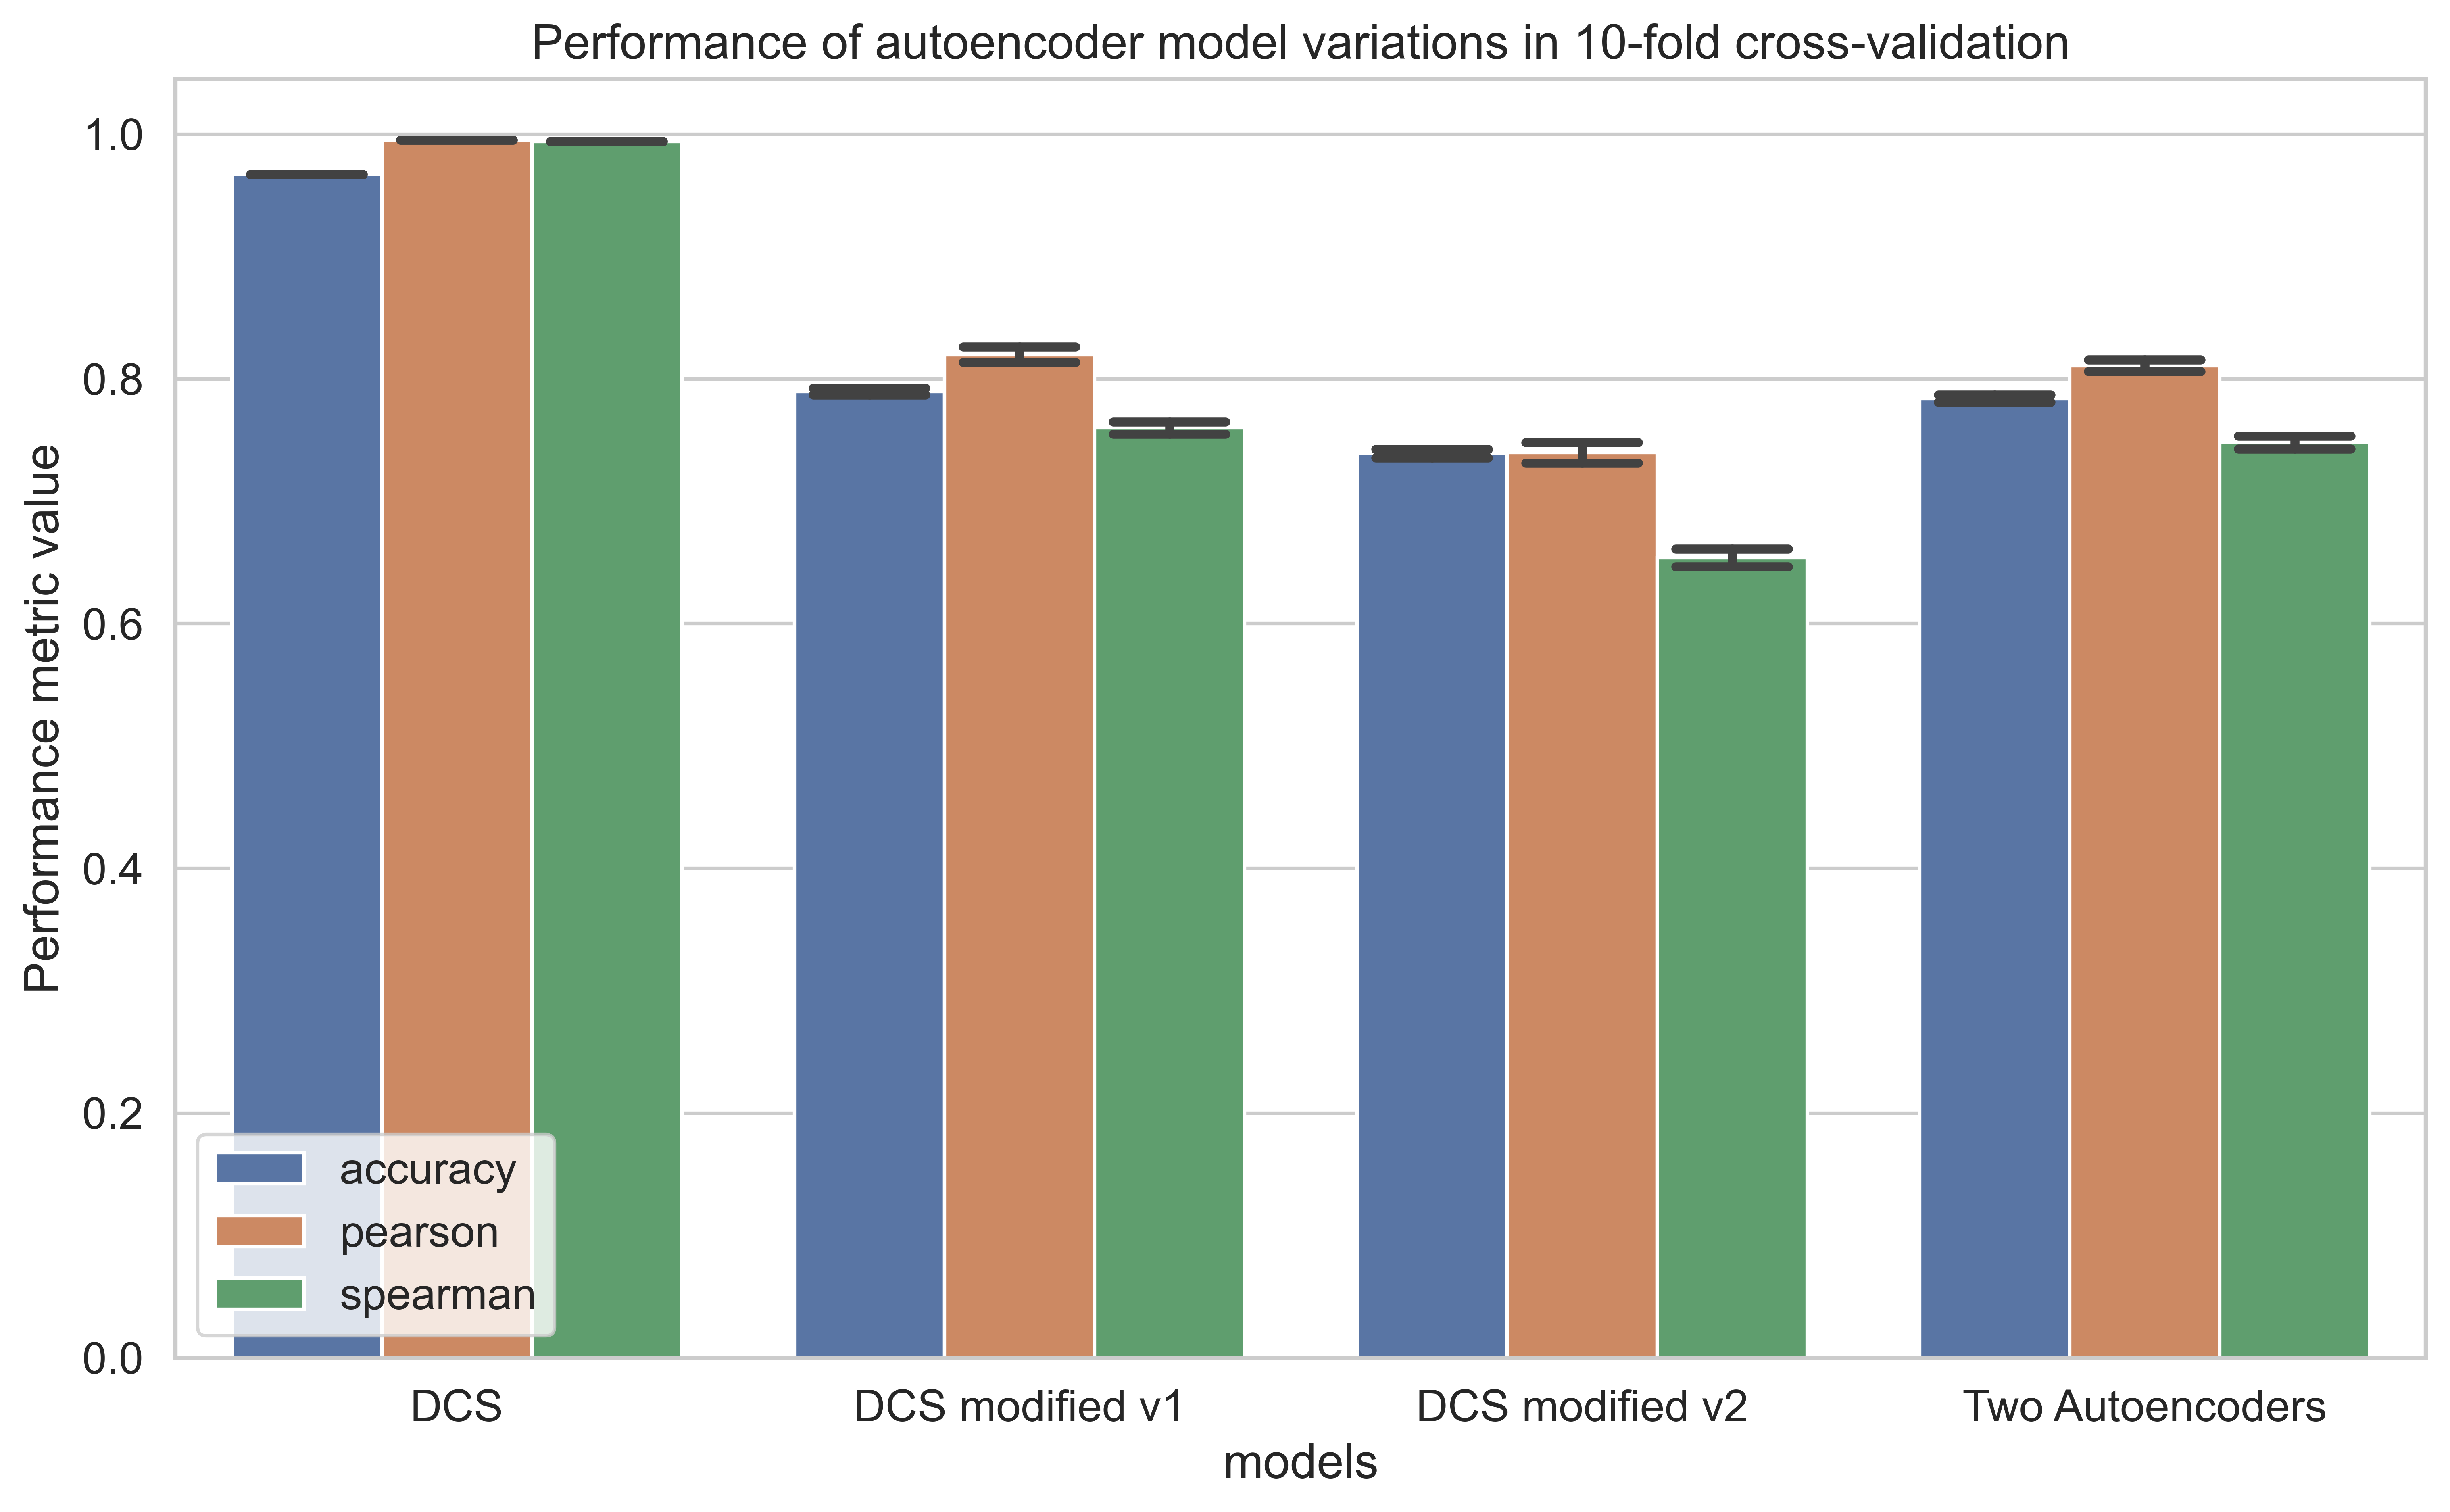 Performance of autoencoder model variations in 10-fold cross-validation
Performance metric value
1.0
0.8
0.6
0.4
0.2
0.0
accuracy
pearson
spearman
DCS
DCS modified v1
DCS modified v2
Two Autoencoders
models